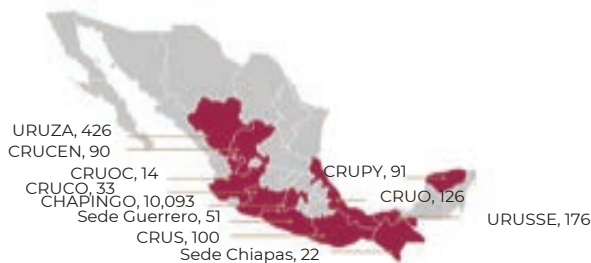 URUZA, 426
CRUCEN, 90
CRUOC, 14
CRUCO, 33
CHAPINGO, 10,093
Sede Guerrero, 51
CRUS, 100
Sede Chiapas, 22
CRUPY, 91
CRUO, 126
URUSSE, 176